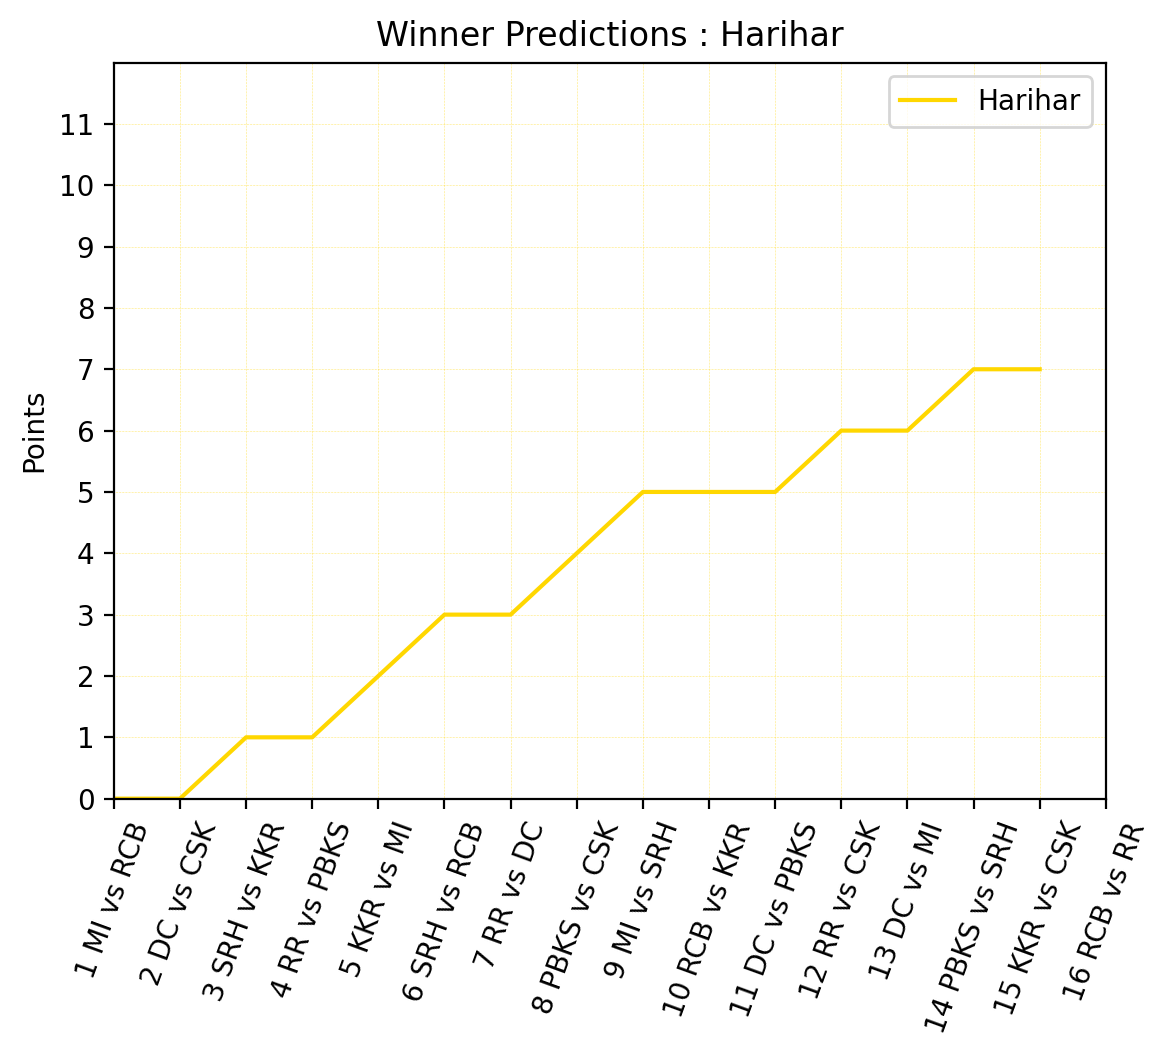 Winner Predictions : Harihar
Harihar
Points
11
10
9
8
7
6
5
4
3
2
1
0
1 MI vs RCB
2 DC vs CSK
3 SRH vs KKR
4 RR vs PBKS
5 KKR vs MI
6 SRH vs RCB
7 RR vs DC
8 PBKS vs CSK
9 MI vs SRH
10 RCB vs KKR
11 DC vs PBKS
12 RR vs CSK
13 DC vs MI
14 PBKS vs SRH
15 KKR vs CSK
16 RCB vs RR